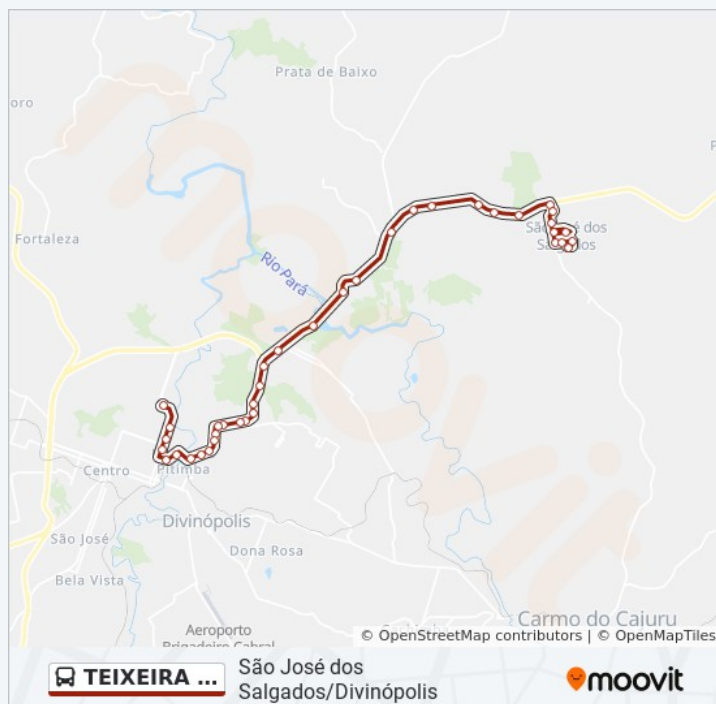 Prata de Baixo
oro
Fortaleza
Rio Pará
São José dos
Salgados
Centro
Pitimba
Divinópolis
São José
Dona Rosa
Bela Vista
Aeroporto
Brigadeiro Cabral
Carmo do Cajuru
© OpenStreetMap contributors | © OpenMapTiles
TEIXEIRA ...
São José dos
Salgados/Divinópolis
moovit